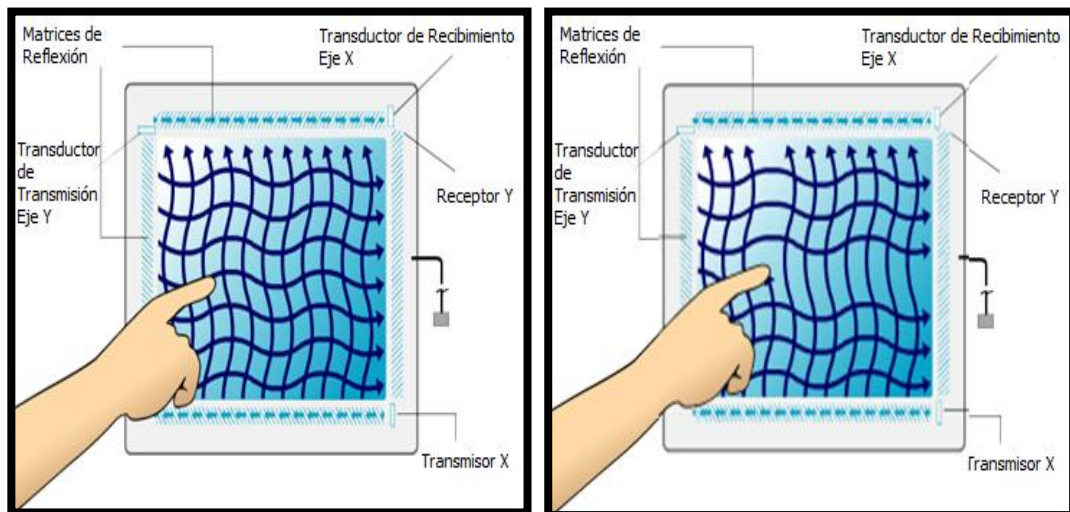 Matrices de
Reflexión
Transductor de Recibimiento
Eje X
Transductor
de
Transmisión
Eje Y
Receptor Y
Transmisor X
Matrices de
Reflexión
Transductor de Recibimiento
Eje X
Transductor
de
Transmisión
Eje Y
Receptor Y
Transmisor X